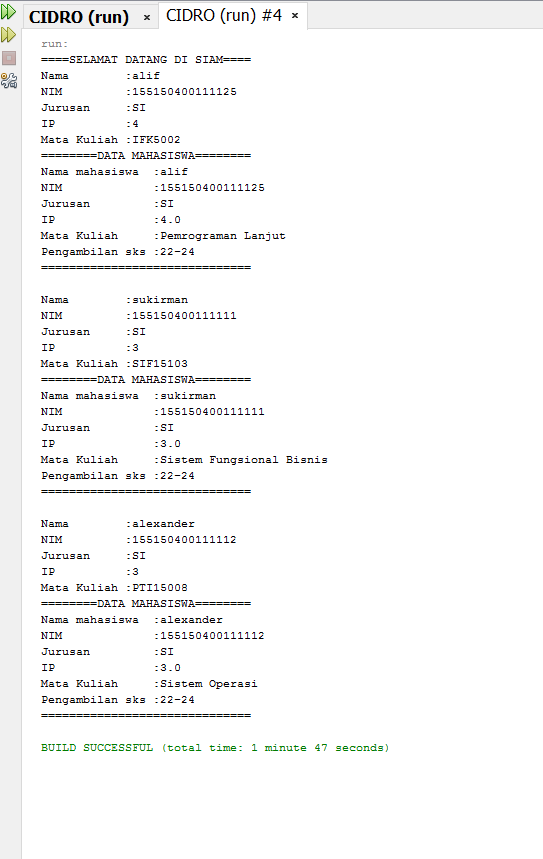 CIDRO (run) × CIDRO (run) #4 ×
run:
====SELAMAT DATANG DI SIAM====
Nama        :alif
NIM         :155150400111125
Jurusan     :SI
IP          :4
Mata Kuliah :IFK5002
========DATA MAHASISWA========
Nama mahasiswa  :alif
NIM             :155150400111125
Jurusan         :SI
IP              :4.0
Mata Kuliah     :Pemrograman Lanjut
Pengambilan sks :22-24
==============================
Nama        :sukirman
NIM         :155150400111111
Jurusan     :SI
IP          :3
Mata Kuliah :SIF15103
========DATA MAHASISWA========
Nama mahasiswa  :sukirman
NIM             :155150400111111
Jurusan         :SI
IP              :3.0
Mata Kuliah     :Sistem Fungsional Bisnis
Pengambilan sks :22-24
==============================
Nama        :alexander
NIM         :155150400111112
Jurusan     :SI
IP          :3
Mata Kuliah :PTI15008
========DATA MAHASISWA========
Nama mahasiswa  :alexander
NIM             :155150400111112
Jurusan         :SI
IP              :3.0
Mata Kuliah     :Sistem Operasi
Pengambilan sks :22-24
==============================
BUILD SUCCESSFUL (total time: 1 minute 47 seconds)